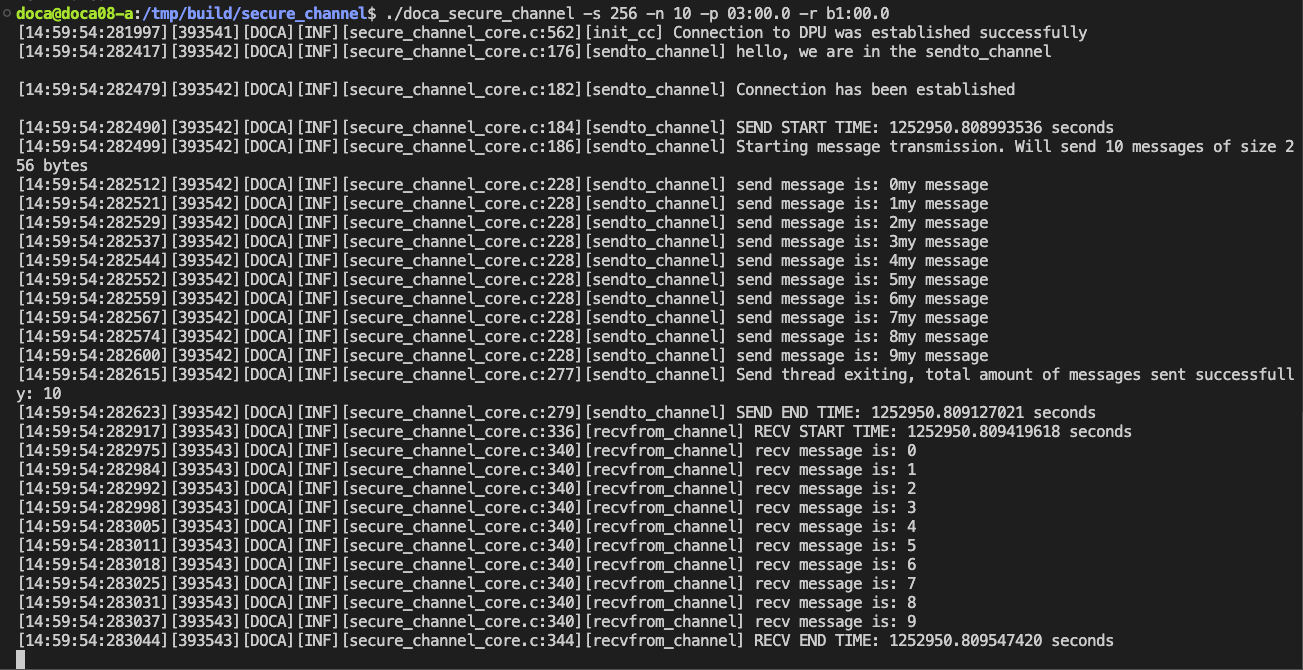 doca@doca08-a:/tmp/build/secure_channel$ ./doca_secure_channel -s 256 -n 10 -p 03:00.0 -r b1:00.0
[14:59:54:281997][393541][DOCA][INF][secure_channel_core.c:562][init_cc] Connection to DPU was established successfully
[14:59:54:282417][393542][DOCA][INF][secure_channel_core.c:176][sendto_channel] hello, we are in the sendto_channel
[14:59:54:282479][393542][DOCA][INF][secure_channel_core.c:182][sendto_channel] Connection has been established
[14:59:54:282490][393542][DOCA][INF][secure_channel_core.c:184][sendto_channel] SEND START TIME: 1252950.808993536 seconds
[14:59:54:282499][393542][DOCA][INF][secure_channel_core.c:186][sendto_channel] Starting message transmission. Will send 10 messages of size 2
56 bytes
[14:59:54:282512][393542][DOCA][INF][secure_channel_core.c:228][sendto_channel] send message is: 0my message
[14:59:54:282521][393542][DOCA][INF][secure_channel_core.c:228][sendto_channel] send message is: 1my message
[14:59:54:282529][393542][DOCA][INF][secure_channel_core.c:228][sendto_channel] send message is: 2my message
[14:59:54:282537][393542][DOCA][INF][secure_channel_core.c:228][sendto_channel] send message is: 3my message
[14:59:54:282544][393542][DOCA][INF][secure_channel_core.c:228][sendto_channel] send message is: 4my message
[14:59:54:282552][393542][DOCA][INF][secure_channel_core.c:228][sendto_channel] send message is: 5my message
[14:59:54:282559][393542][DOCA][INF][secure_channel_core.c:228][sendto_channel] send message is: 6my message
[14:59:54:282567][393542][DOCA][INF][secure_channel_core.c:228][sendto_channel] send message is: 7my message
[14:59:54:282574][393542][DOCA][INF][secure_channel_core.c:228][sendto_channel] send message is: 8my message
[14:59:54:282600][393542][DOCA][INF][secure_channel_core.c:228][sendto_channel] send message is: 9my message
[14:59:54:282615][393542][DOCA][INF][secure_channel_core.c:277][sendto_channel] Send thread exiting, total amount of messages sent successfull
y: 10
[14:59:54:282623][393542][DOCA][INF][secure_channel_core.c:279][sendto_channel] SEND END TIME: 1252950.809127021 seconds
[14:59:54:282917][393543][DOCA][INF][secure_channel_core.c:336][recvfrom_channel] RECV START TIME: 1252950.809419618 seconds
[14:59:54:282975][393543][DOCA][INF][secure_channel_core.c:340][recvfrom_channel] recv message is: 0
[14:59:54:282984][393543][DOCA][INF][secure_channel_core.c:340][recvfrom_channel] recv message is: 1
[14:59:54:282992][393543][DOCA][INF][secure_channel_core.c:340][recvfrom_channel] recv message is: 2
[14:59:54:282998][393543][DOCA][INF][secure_channel_core.c:340][recvfrom_channel] recv message is: 3
[14:59:54:283005][393543][DOCA][INF][secure_channel_core.c:340][recvfrom_channel] recv message is: 4
[14:59:54:283011][393543][DOCA][INF][secure_channel_core.c:340][recvfrom_channel] recv message is: 5
[14:59:54:283018][393543][DOCA][INF][secure_channel_core.c:340][recvfrom_channel] recv message is: 6
[14:59:54:283025][393543][DOCA][INF][secure_channel_core.c:340][recvfrom_channel] recv message is: 7
[14:59:54:283031][393543][DOCA][INF][secure_channel_core.c:340][recvfrom_channel] recv message is: 8
[14:59:54:283037][393543][DOCA][INF][secure_channel_core.c:340][recvfrom_channel] recv message is: 9
[14:59:54:283044][393543][DOCA][INF][secure_channel_core.c:344][recvfrom_channel] RECV END TIME: 1252950.809547420 seconds